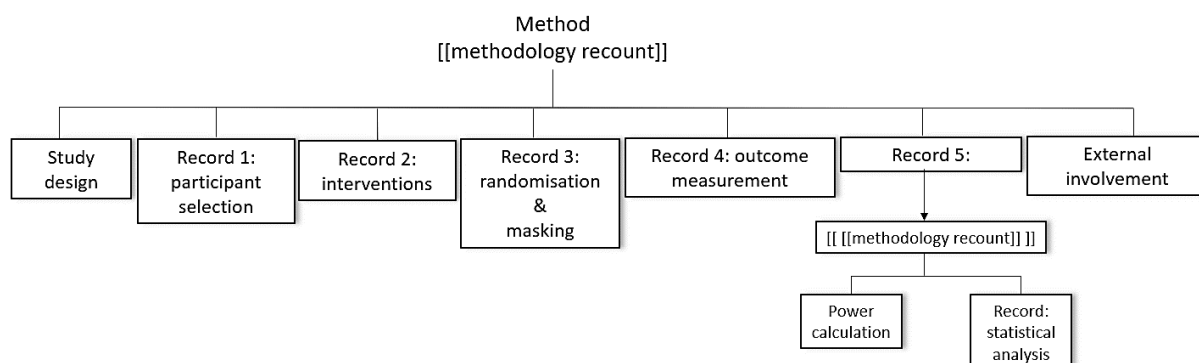 Method
[[methodology recount]]
Study
design
Record 1:
participant
selection
Record 2:
interventions
Record 3:
randomisation
&
masking
Record 4: outcome
measurement
Record 5:
External
involvement
[[ [[methodology recount]] ]]
Power
calculation
Record:
statistical
analysis